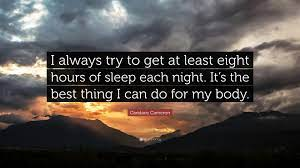 I always try to get at least eight
hours of sleep each night. It's the
best thing I can do for my body.
Candace Cameron